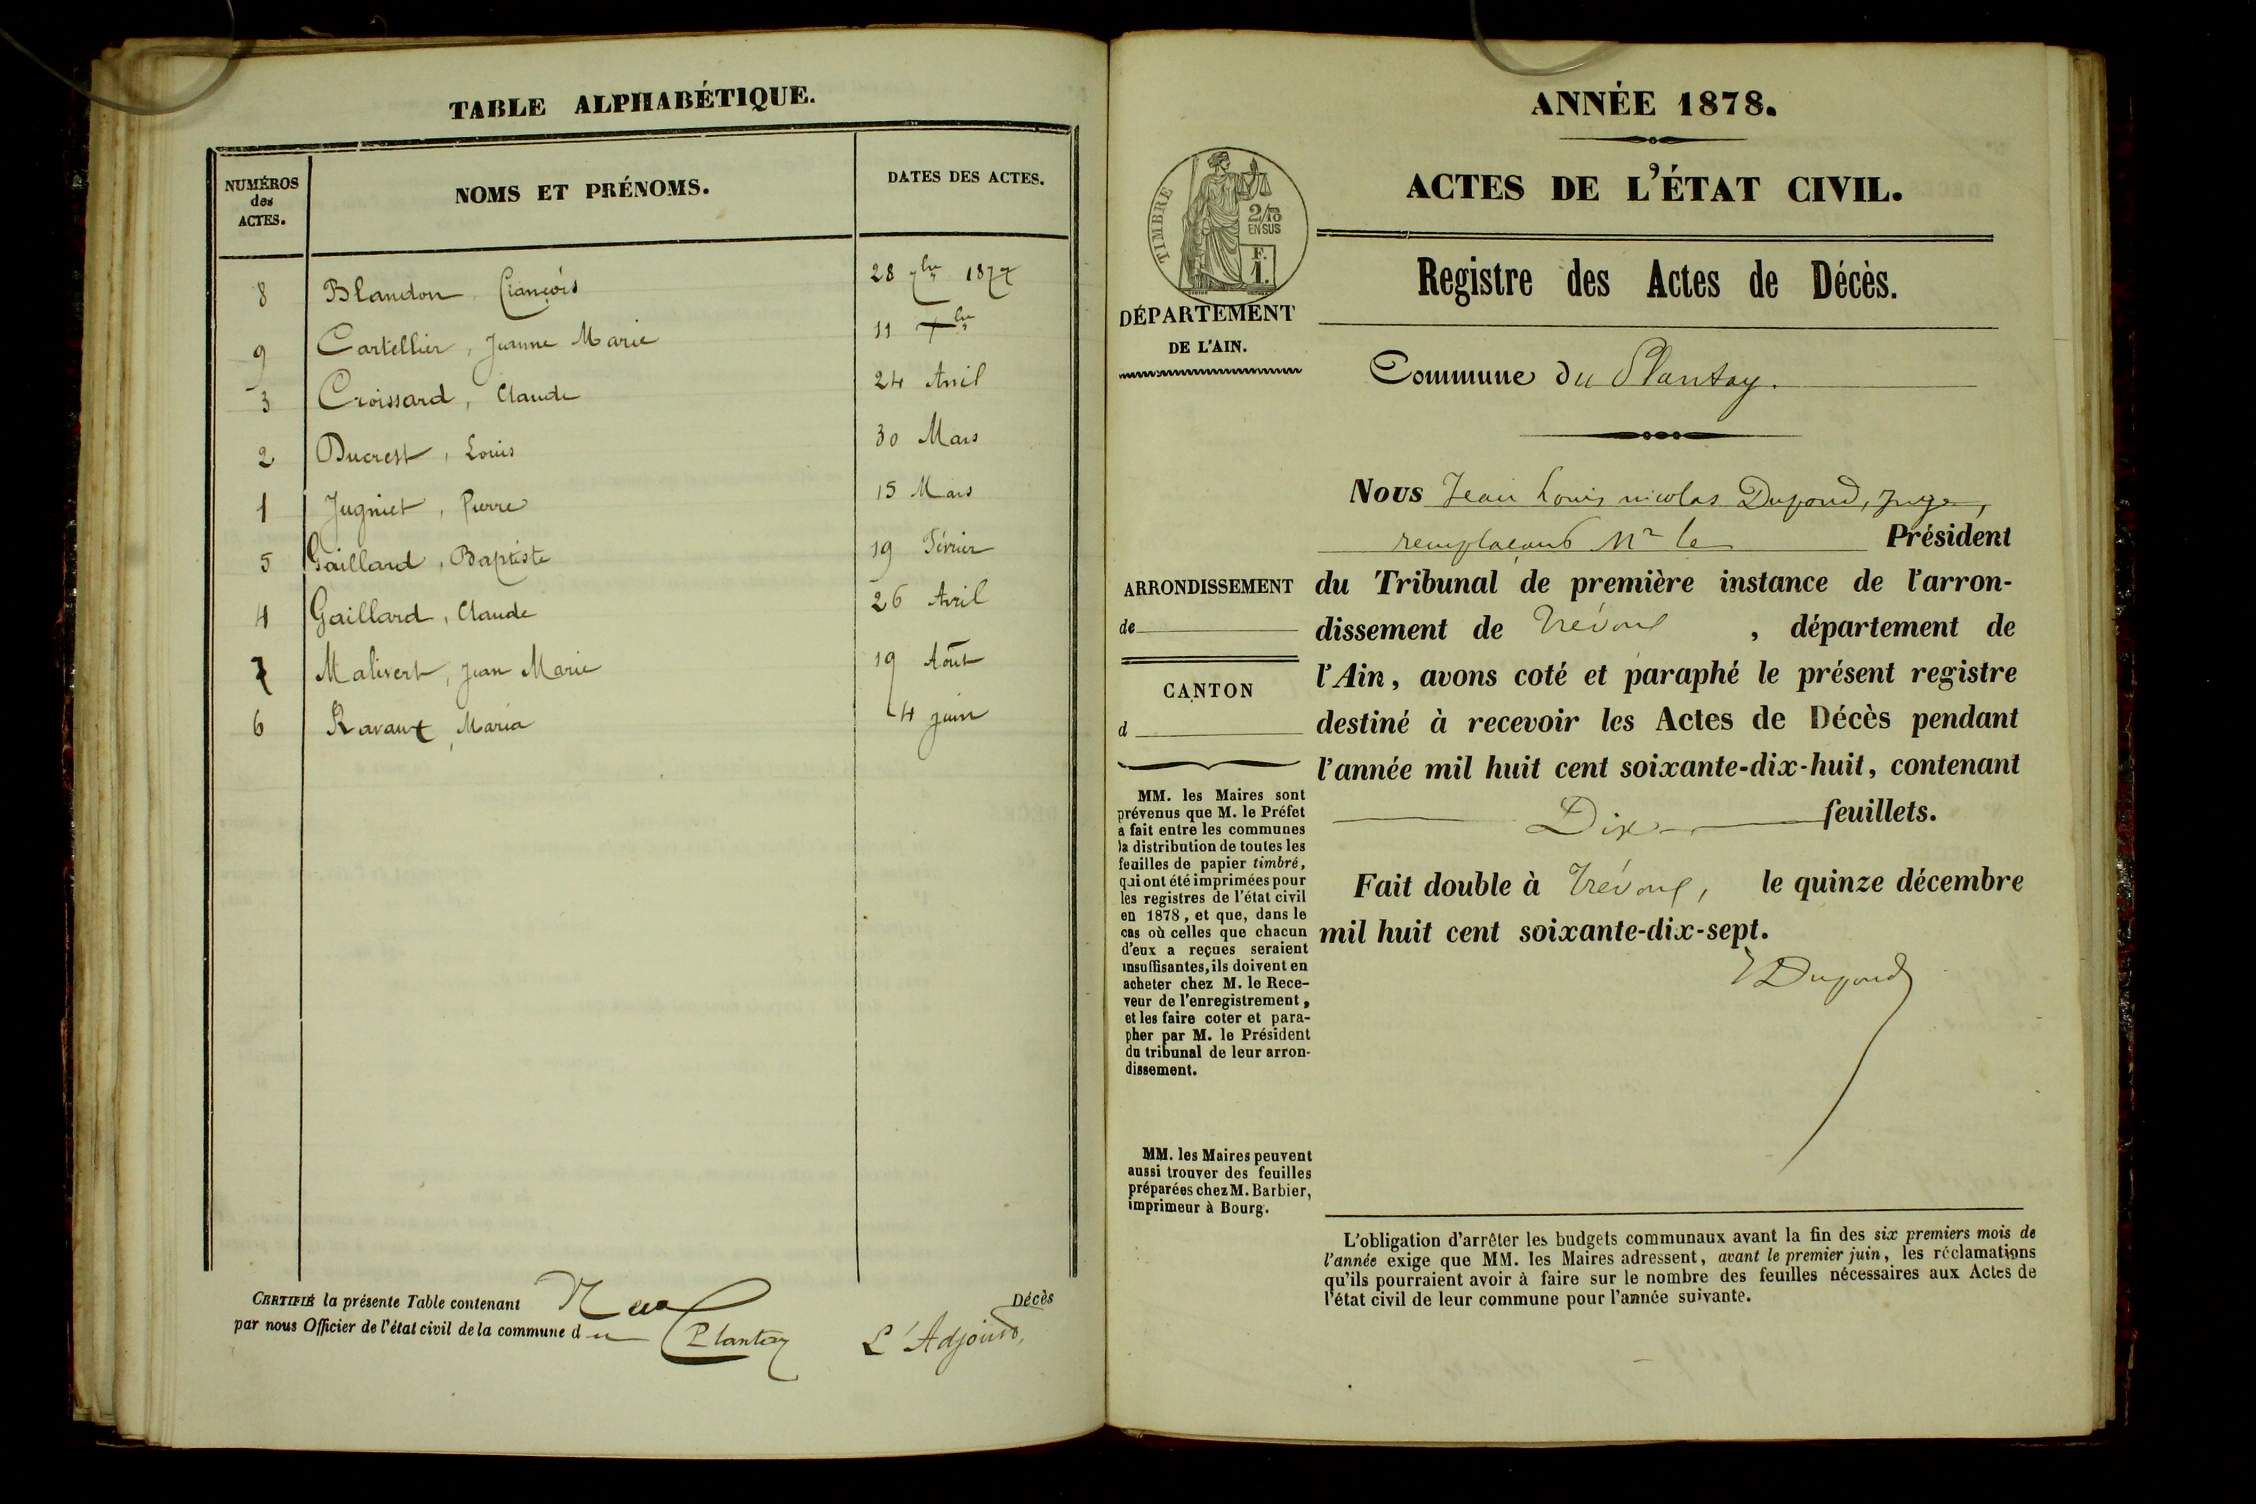 TABLE ALPHABÉTIQUE.
NUMÉROS
des
ACTES.
NOMS ET PRÉNOMS.
DATES DES ACTES.
8 Blandon, François 28 7bre 1877
9 Cartellier, Jeanne Marie 11 Xbre
3 Croissard, Claude 24 Avril
2 Ducrest, Louis 30 Mars
1 Jugniet, Pierre 15 Mars
5 Gaillard, Baptiste 19 Février
4 Gaillard, Claude 26 Avril
7 Malivert, Jean Marie 19 Août
6 Ravaux, Maria 4 juin
CERTIFIÉ la présente Table contenant Neuf Décès
par nous Officier de l'état civil de la commune du Plantay
L'Adjoint,
ANNÉE 1878.
ACTES DE L'ÉTAT CIVIL.
TIMBRE
2/10
EN SUS
F.
1.
DÉPARTEMENT
DE L'AIN.
Registre des Actes de Décès.
Commune du Plantay.
Nous Jean Louis nicolas Dupond, Juge,
remplaçant Mr le Président
du Tribunal de première instance de l'arron-
dissement de Trévoux, département de
l'Ain, avons coté et paraphé le présent registre
destiné à recevoir les Actes de Décès pendant
l'année mil huit cent soixante-dix-huit, contenant
Dix feuillets.
Fait double à Trévoux, le quinze décembre
mil huit cent soixante-dix-sept.
Dupond
ARRONDISSEMENT
de
CANTON
d
MM. les Maires sont
prévenus que M. le Préfet
a fait entre les communes
la distribution de toutes les
feuilles de papier timbré,
qui ont été imprimées pour
les registres de l'état civil
en 1878, et que, dans le
cas où celles que chacun
d'eux a reçues seraient
insuffisantes, ils doivent en
acheter chez M. le Rece-
veur de l'enregistrement,
et les faire coter et para-
pher par M. le Président
du tribunal de leur arron-
dissement.
MM. les Maires peuvent
aussi trouver des feuilles
préparées chez M. Barbier,
imprimeur à Bourg.
L'obligation d'arrêter les budgets communaux avant la fin des six premiers mois de
l'année exige que MM. les Maires adressent, avant le premier juin, les réclamations
qu'ils pourraient avoir à faire sur le nombre des feuilles nécessaires aux Actes de
l'état civil de leur commune pour l'année suivante.